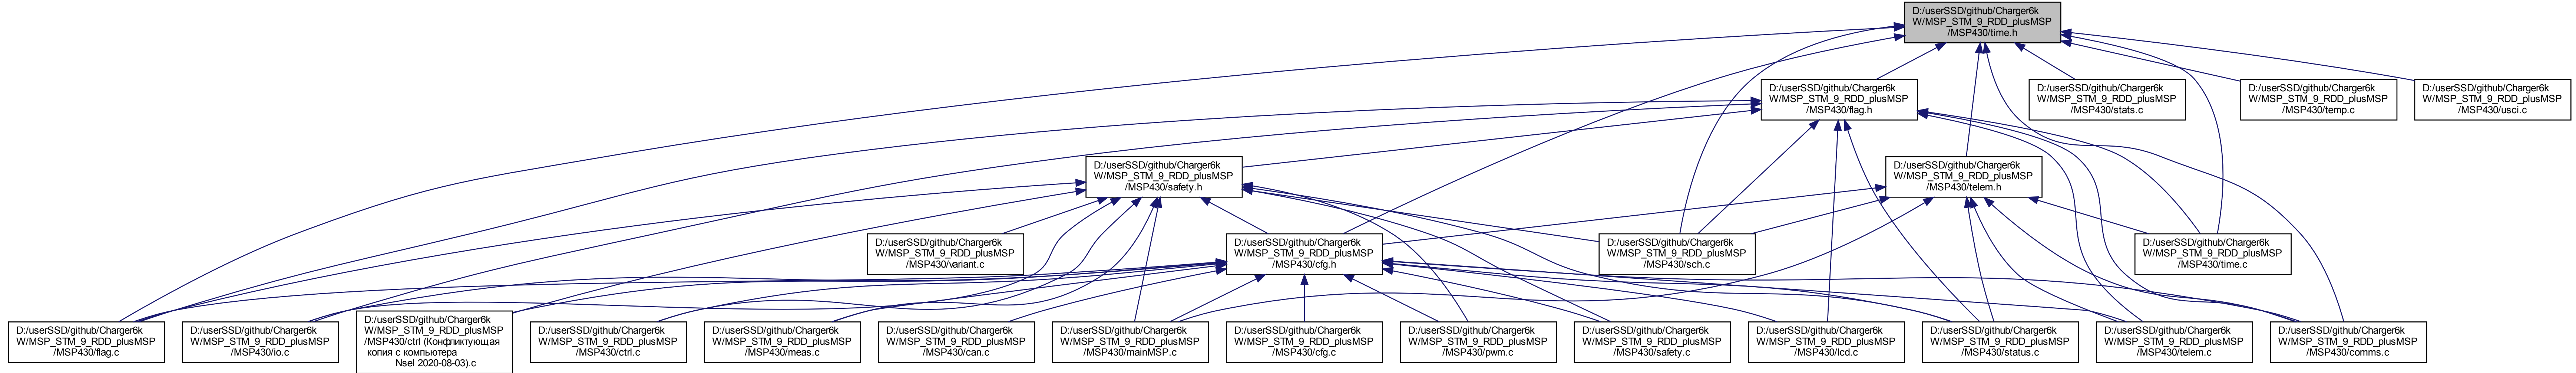 D:/userSSD/github/Charger6k
W/MSP_STM_9_RDD_plusMSP
/MSP430/time.h
D:/userSSD/github/Charger6k
W/MSP_STM_9_RDD_plusMSP
/MSP430/flag.h
D:/userSSD/github/Charger6k
W/MSP_STM_9_RDD_plusMSP
/MSP430/stats.c
D:/userSSD/github/Charger6k
W/MSP_STM_9_RDD_plusMSP
/MSP430/temp.c
D:/userSSD/github/Charger6k
W/MSP_STM_9_RDD_plusMSP
/MSP430/usci.c
D:/userSSD/github/Charger6k
W/MSP_STM_9_RDD_plusMSP
/MSP430/safety.h
D:/userSSD/github/Charger6k
W/MSP_STM_9_RDD_plusMSP
/MSP430/telem.h
D:/userSSD/github/Charger6k
W/MSP_STM_9_RDD_plusMSP
/MSP430/variant.c
D:/userSSD/github/Charger6k
W/MSP_STM_9_RDD_plusMSP
/MSP430/cfg.h
D:/userSSD/github/Charger6k
W/MSP_STM_9_RDD_plusMSP
/MSP430/sch.c
D:/userSSD/github/Charger6k
W/MSP_STM_9_RDD_plusMSP
/MSP430/time.c
D:/userSSD/github/Charger6k
W/MSP_STM_9_RDD_plusMSP
/MSP430/flag.c
D:/userSSD/github/Charger6k
W/MSP_STM_9_RDD_plusMSP
/MSP430/io.c
D:/userSSD/github/Charger6k
W/MSP_STM_9_RDD_plusMSP
/MSP430/ctrl (Конфликтующая
копия с компьютера
Nsel 2020-08-03).c
D:/userSSD/github/Charger6k
W/MSP_STM_9_RDD_plusMSP
/MSP430/ctrl.c
D:/userSSD/github/Charger6k
W/MSP_STM_9_RDD_plusMSP
/MSP430/meas.c
D:/userSSD/github/Charger6k
W/MSP_STM_9_RDD_plusMSP
/MSP430/can.c
D:/userSSD/github/Charger6k
W/MSP_STM_9_RDD_plusMSP
/MSP430/mainMSP.c
D:/userSSD/github/Charger6k
W/MSP_STM_9_RDD_plusMSP
/MSP430/cfg.c
D:/userSSD/github/Charger6k
W/MSP_STM_9_RDD_plusMSP
/MSP430/pwm.c
D:/userSSD/github/Charger6k
W/MSP_STM_9_RDD_plusMSP
/MSP430/safety.c
D:/userSSD/github/Charger6k
W/MSP_STM_9_RDD_plusMSP
/MSP430/lcd.c
D:/userSSD/github/Charger6k
W/MSP_STM_9_RDD_plusMSP
/MSP430/status.c
D:/userSSD/github/Charger6k
W/MSP_STM_9_RDD_plusMSP
/MSP430/telem.c
D:/userSSD/github/Charger6k
W/MSP_STM_9_RDD_plusMSP
/MSP430/comms.c